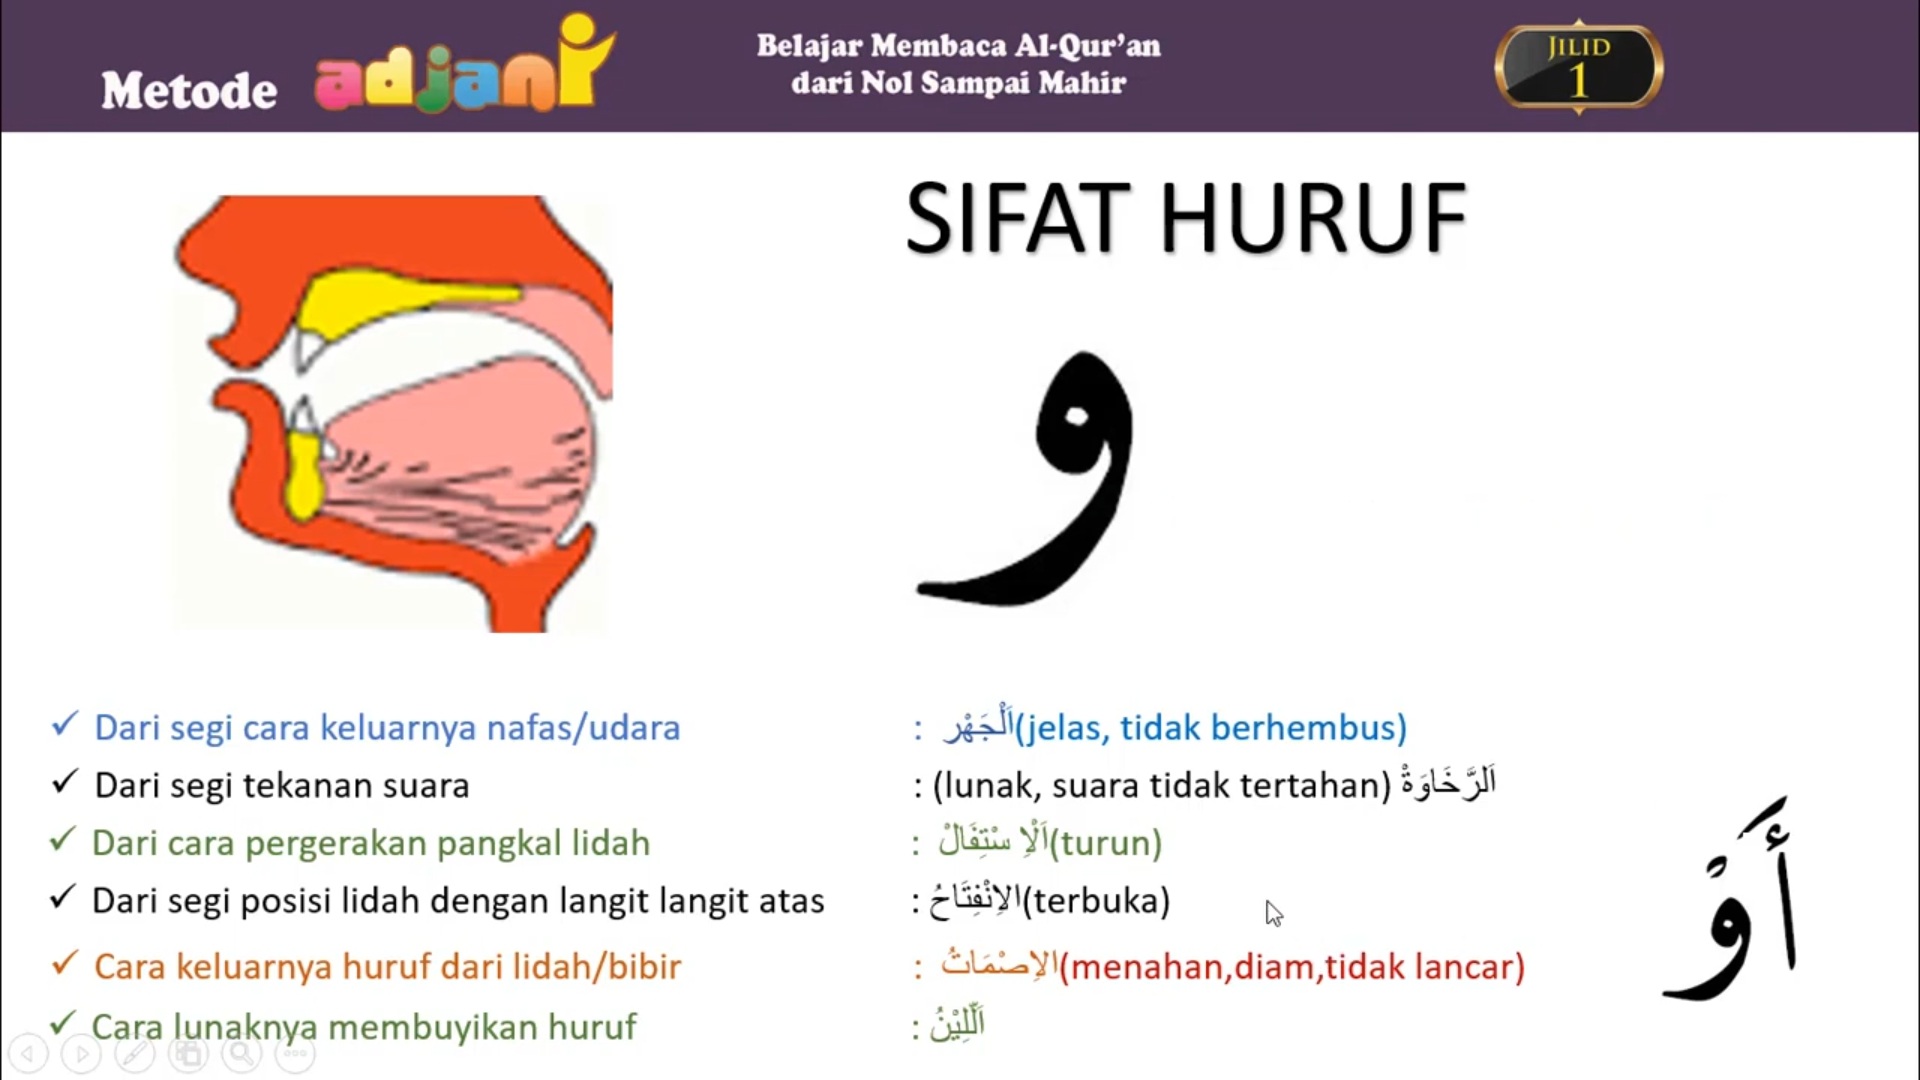 Metode adjani
Belajar Membaca Al-Qur'an
dari Nol Sampai Mahir
JILID
1
SIFAT HURUF
و
✓ Dari segi cara keluarnya nafas/udara : اَلْجَهْر(jelas, tidak berhembus)
✓ Dari segi tekanan suara : (lunak, suara tidak tertahan) اَلرَّخَاوَةْ
✓ Dari cara pergerakan pangkal lidah : اَلْاِ سْتِفَالْ(turun)
✓ Dari segi posisi lidah dengan langit langit atas : الاِنْفِتَاحُ(terbuka)
✓ Cara keluarnya huruf dari lidah/bibir : الاِصْمَاتُ(menahan,diam,tidak lancar)
✓ Cara lunaknya membuyikan huruf : اَللِّيْنُ
أَوْ